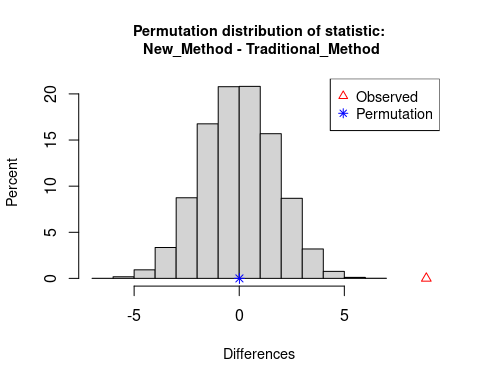 Permutation distribution of statistic:
New_Method - Traditional_Method
Observed
Permutation
Percent
20
15
10
5
0
-5 0 5
Differences